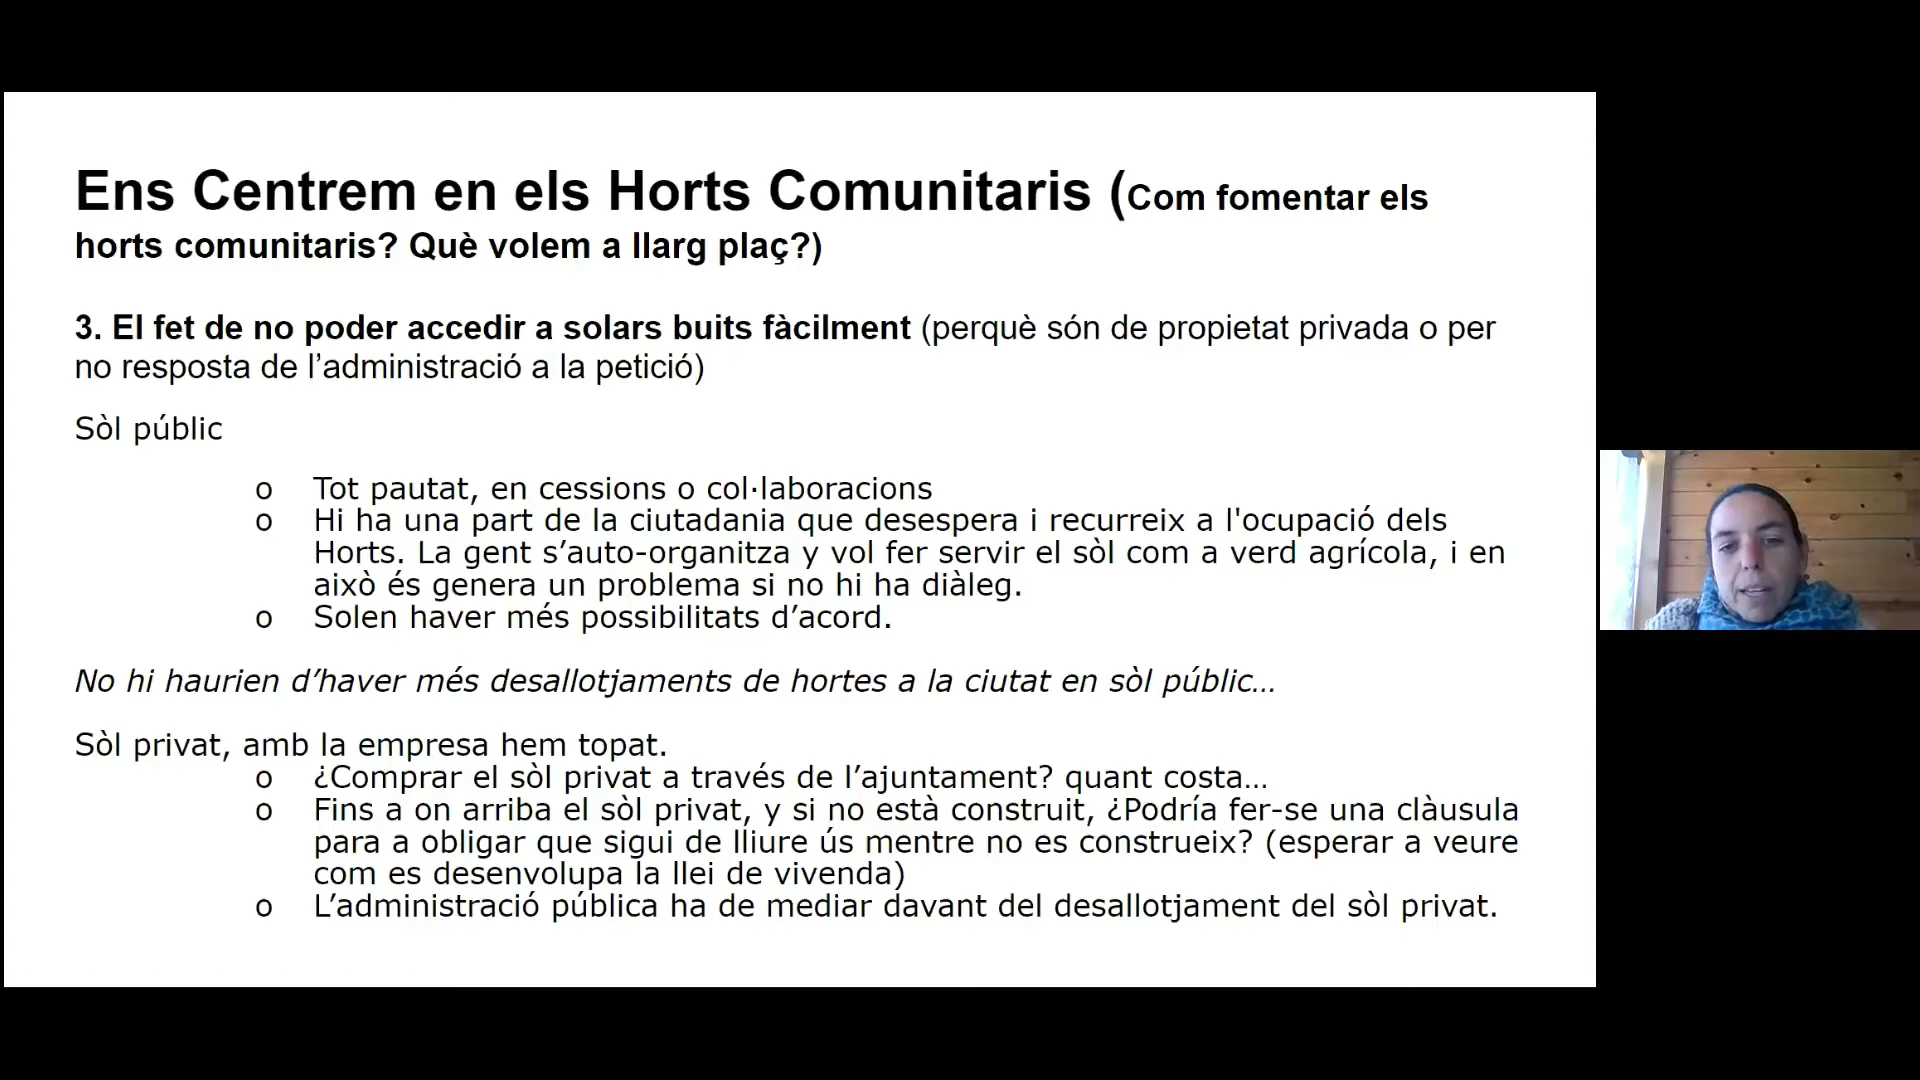 Ens Centrem en els Horts Comunitaris (Com fomentar els
horts comunitaris? Què volem a llarg plaç?)
3. El fet de no poder accedir a solars buits fàcilment (perquè són de propietat privada o per
no resposta de l’administració a la petició)
Sòl públic
o Tot pautat, en cessions o col·laboracions
o Hi ha una part de la ciutadania que desespera i recurreix a l'ocupació dels
Horts. La gent s’auto-organitza y vol fer servir el sòl com a verd agrícola, i en
això és genera un problema si no hi ha diàleg.
o Solen haver més possibilitats d’acord.
No hi haurien d’haver més desallotjaments de hortes a la ciutat en sòl públic…
Sòl privat, amb la empresa hem topat.
o ¿Comprar el sòl privat a través de l’ajuntament? quant costa…
o Fins a on arriba el sòl privat, y si no està construit, ¿Podría fer-se una clàusula
para a obligar que sigui de lliure ús mentre no es construeix? (esperar a veure
com es desenvolupa la llei de vivenda)
o L’administració pública ha de mediar davant del desallotjament del sòl privat.